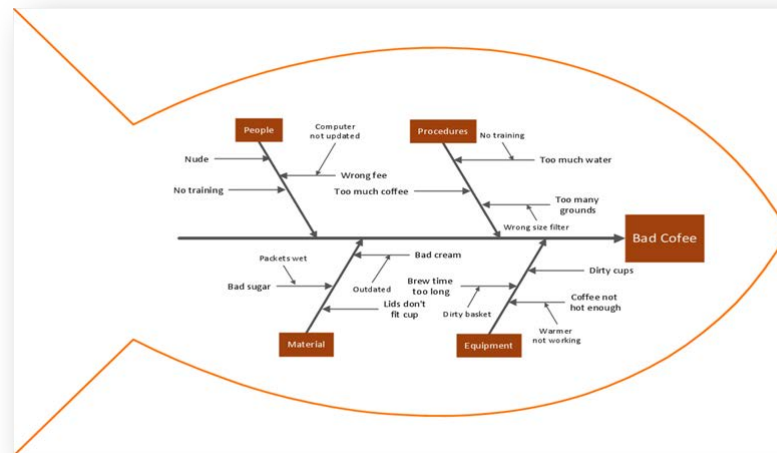 People
Computer
not updated
Procedures
No training
Nude
Wrong fee
Too much water
No training
Too much coffee
Too many
grounds
Wrong size filter
Bad Cofee
Packets wet
Bad cream
Dirty cups
Bad sugar
Outdated
Brew time
too long
Coffee not
hot enough
Lids don't
fit cup
Dirty basket
Warmer
not working
Material
Equipment